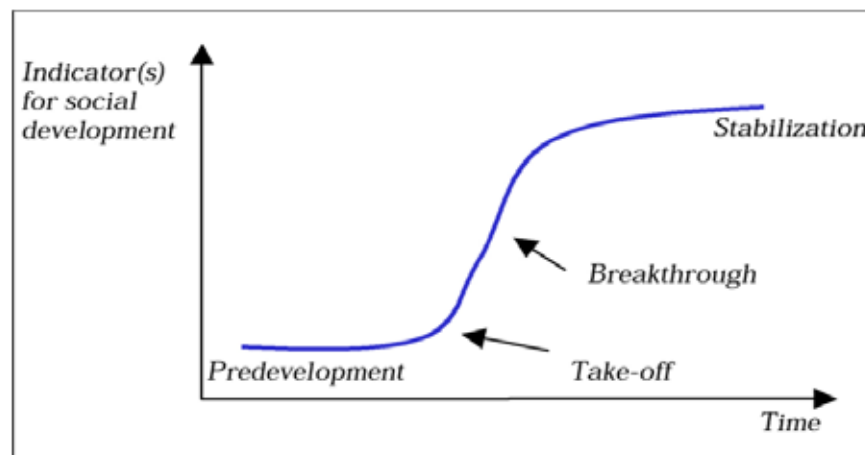 Indicator(s)
for social
development
Stabilization
Breakthrough
Predevelopment
Take-off
Time